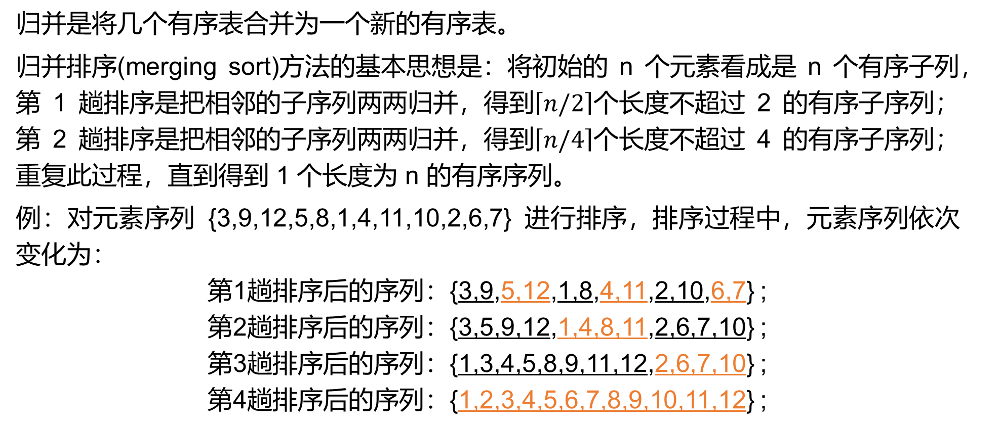 归并是将几个有序表合并为一个新的有序表。
归并排序(merging sort)方法的基本思想是：将初始的 n 个元素看成是 n 个有序子列，
第 1 趟排序是把相邻的子序列两两归并，得到⌈n/2⌉个长度不超过 2 的有序子序列；
第 2 趟排序是把相邻的子序列两两归并，得到⌈n/4⌉个长度不超过 4 的有序子序列；
重复此过程，直到得到 1 个长度为 n 的有序序列。
例：对元素序列 {3,9,12,5,8,1,4,11,10,2,6,7} 进行排序，排序过程中，元素序列依次
变化为：
第1趟排序后的序列：{3,9,5,12,1,8,4,11,2,10,6,7}；
第2趟排序后的序列：{3,5,9,12,1,4,8,11,2,6,7,10}；
第3趟排序后的序列：{1,3,4,5,8,9,11,12,2,6,7,10}；
第4趟排序后的序列：{1,2,3,4,5,6,7,8,9,10,11,12}；